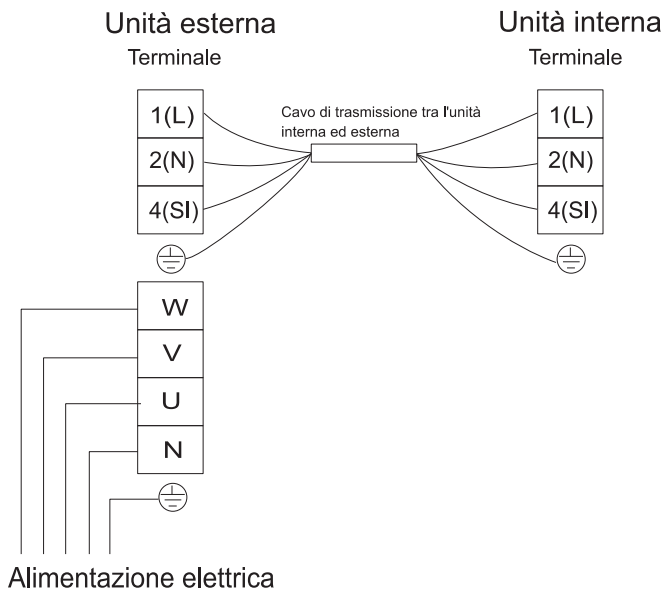 Unità esterna
Terminale
Unità interna
Terminale
1(L)
2(N)
4(SI)
Cavo di trasmissione tra l'unità
interna ed esterna
1(L)
2(N)
4(SI)
W
V
U
N
Alimentazione elettrica